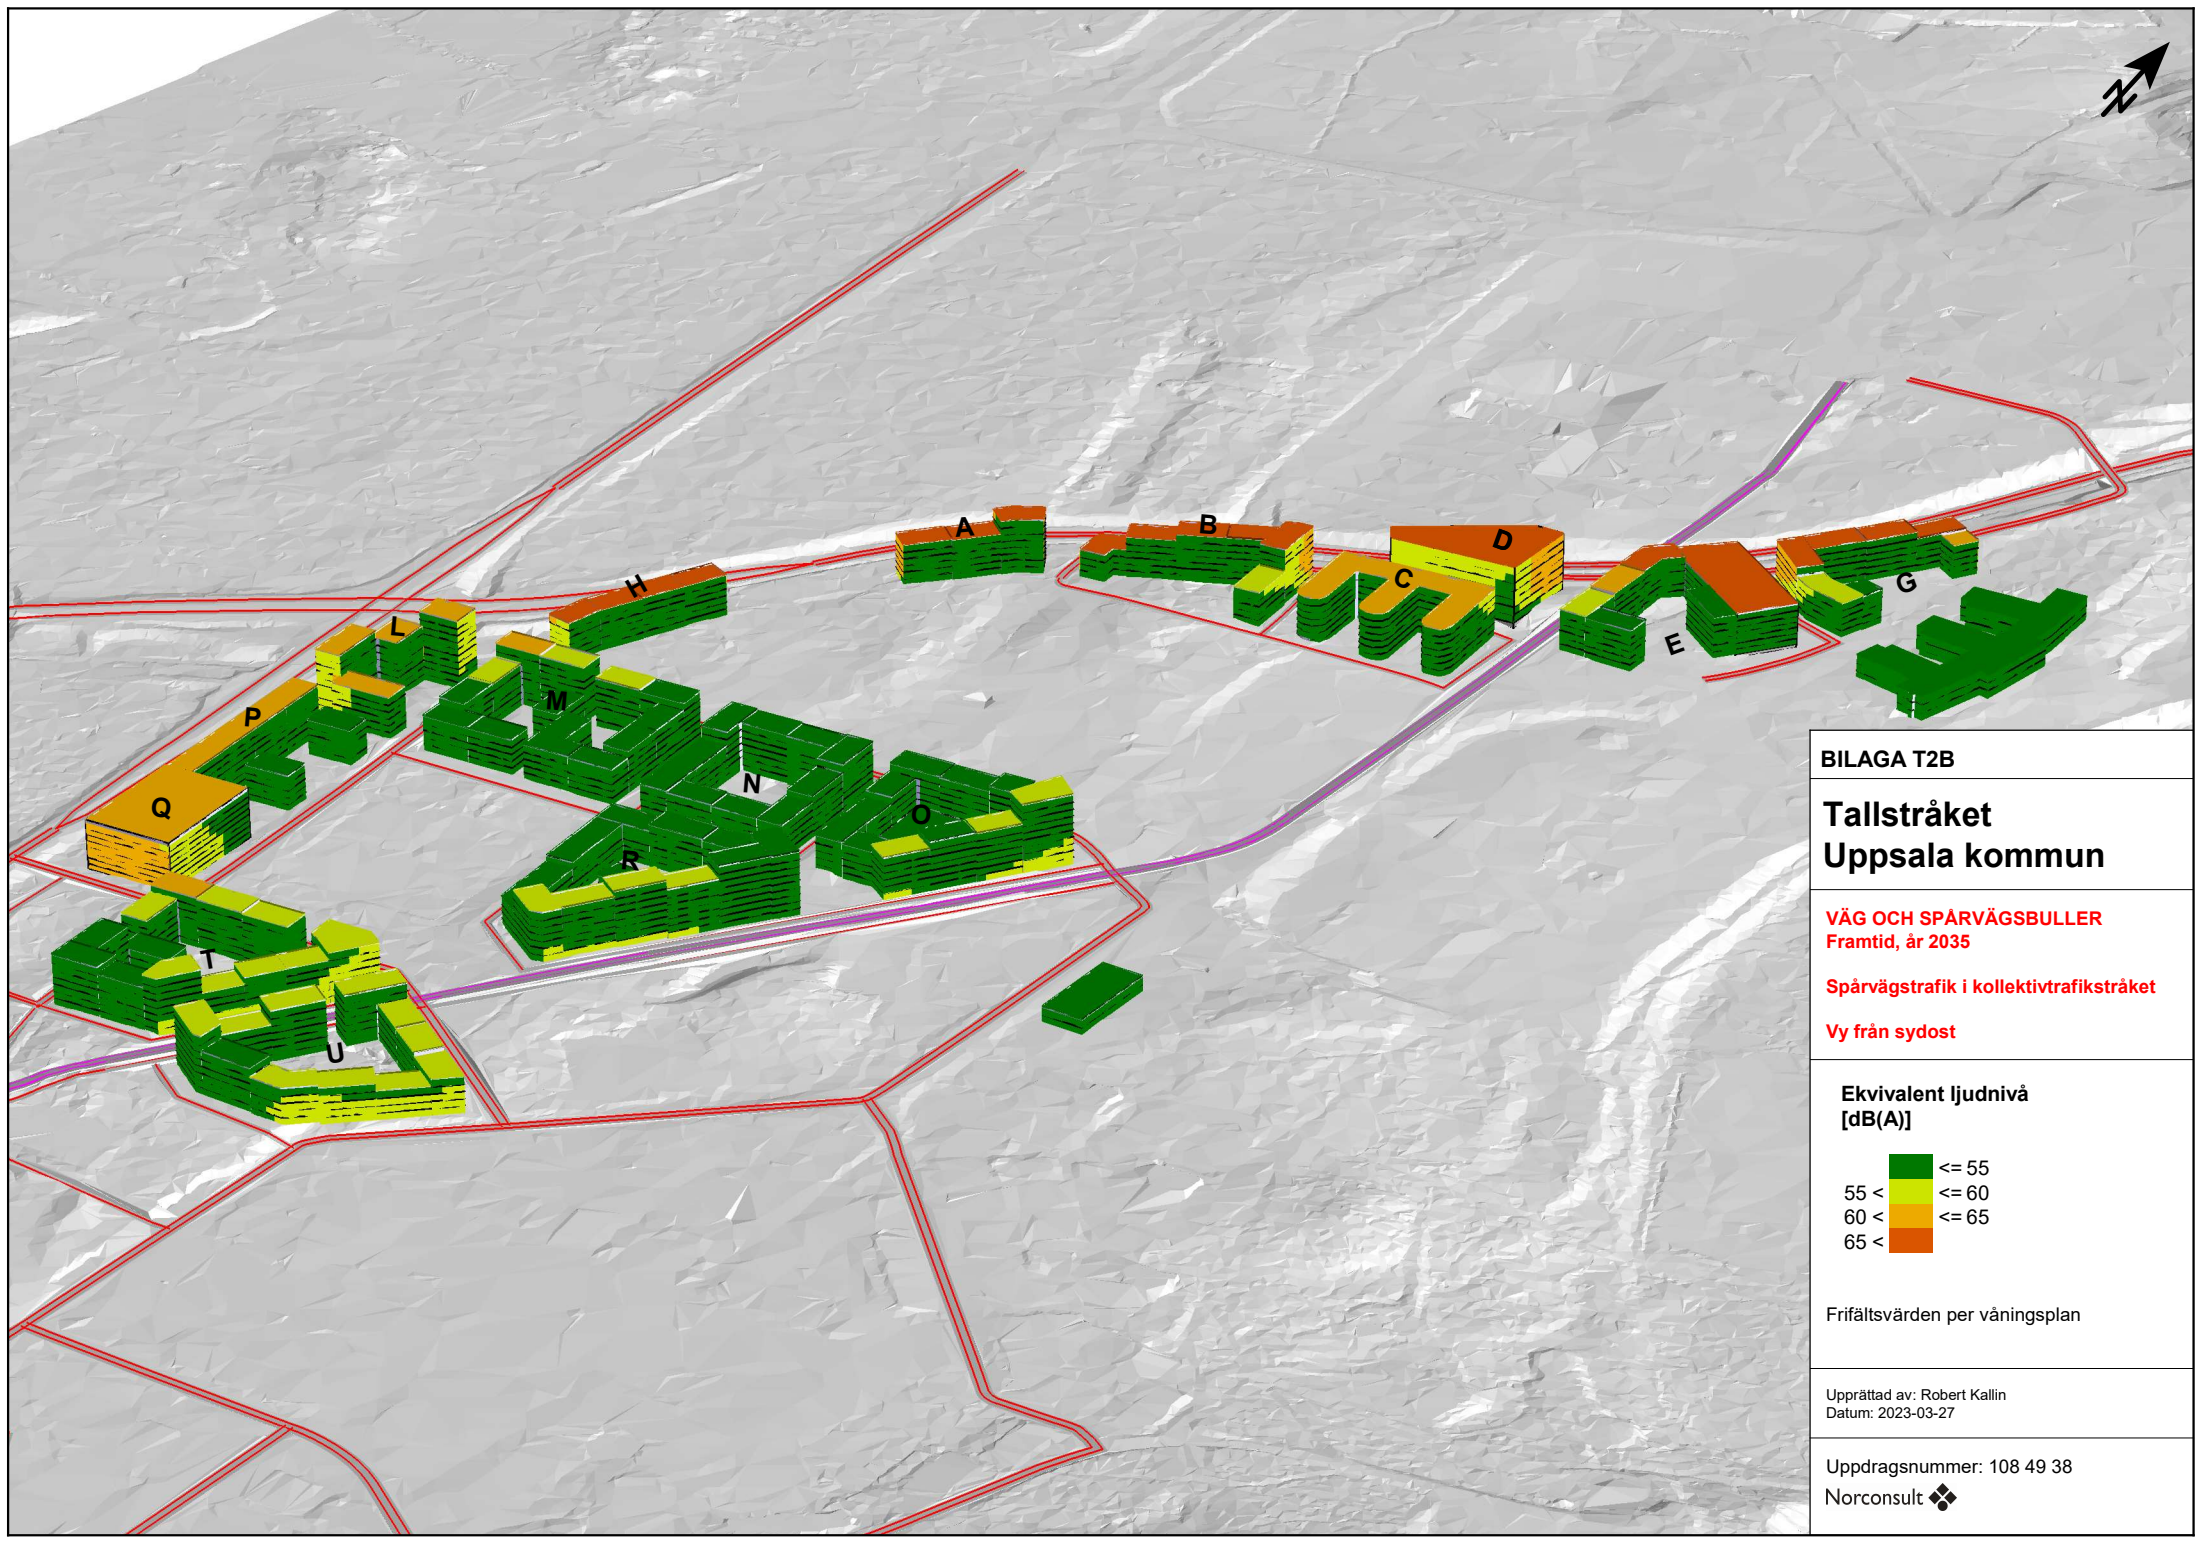 N
A
B
D
H
C
G
L
E
M
P
N
Q
O
R
T
U
BILAGA T2B
Tallstråket
Uppsala kommun
VÄG OCH SPÅRVÄGSBULLER
Framtid, år 2035
Spårvägstrafik i kollektivtrafikstråket
Vy från sydost
Ekvivalent ljudnivå
[dB(A)]
<= 55
55 < <= 60
60 < <= 65
65 <
Frifältsvärden per våningsplan
Upprättad av: Robert Kallin
Datum: 2023-03-27
Uppdragsnummer: 108 49 38
Norconsult